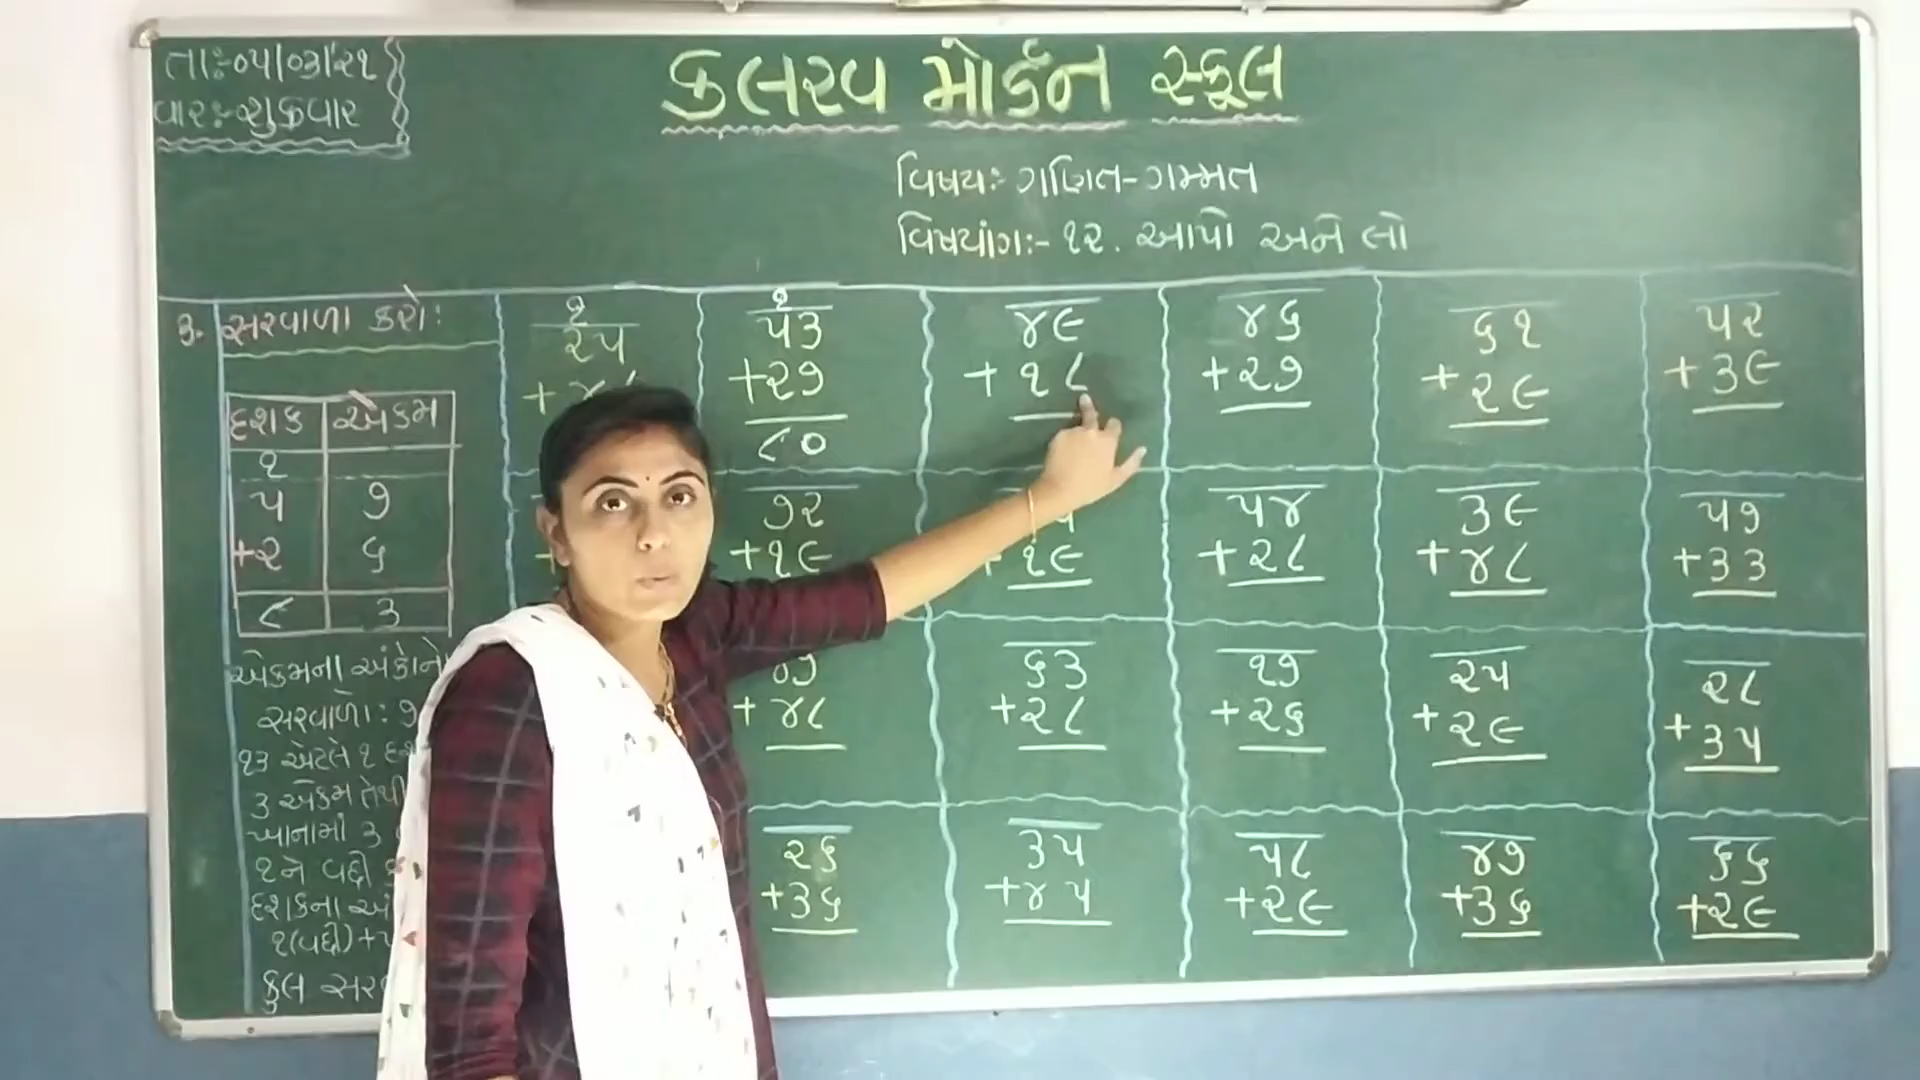 તાઃ-૦૫/૦૩/૨૧
વારઃ-શુક્રવાર
કલરવ મોર્ડન સ્કૂલ
વિષયઃ- ગણિત-ગમ્મત
વિષયાંગઃ- ૧૨. આપો અને લો
૩. સરવાળા કરોઃ
દશક એકમ
૧
૫ ૭
+૨ ૬
૮ ૩
એકમના અંકોનો
સરવાળો : ૭
૧૩ એટલે ૧
૩ એકમ તેથી
ખાનામાં ૩
૧ને વદ્દી
દશકના
૧(વદ્દી)+
કુલ
૧ ૧
૨૫ ૫૩ ૪૯ ૪૬ ૬૧ ૫૨
+૪૮ +૨૭ +૧૮ +૨૭ +૨૯ +૩૯
૮૦
૭૨ ૫૪ ૩૯ ૫૭
+૧૯ +૧૯ +૨૮ +૪૮ +૩૩
૬૩ ૧૭ ૨૫ ૨૮
+૪૮ +૨૮ +૨૬ +૨૯ +૩૫
૨૬ ૩૫ ૫૮ ૪૭ ૬૬
+૩૬ +૪૫ +૨૯ +૩૬ +૨૯